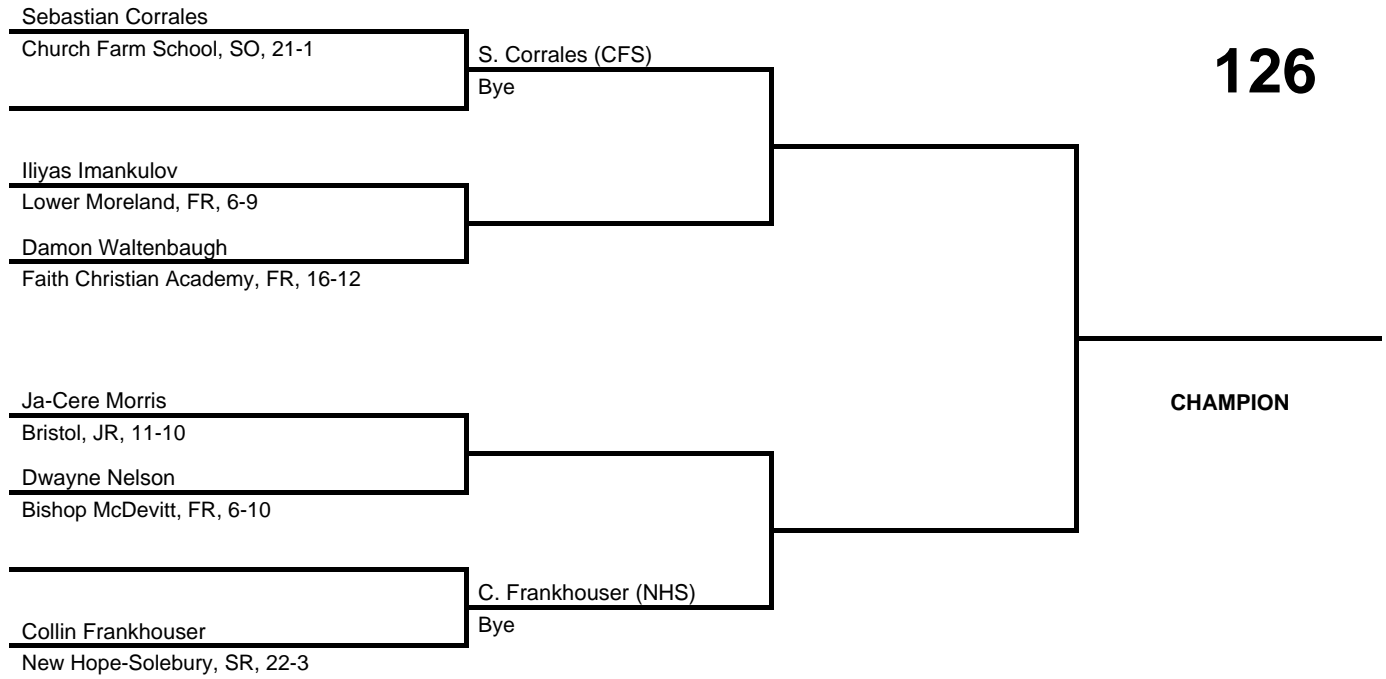 Sebastian Corrales
Church Farm School, SO, 21-1
S. Corrales (CFS)
Bye
126
Iliyas Imankulov
Lower Moreland, FR, 6-9
Damon Waltenbaugh
Faith Christian Academy, FR, 16-12
Ja-Cere Morris
Bristol, JR, 11-10
CHAMPION
Dwayne Nelson
Bishop McDevitt, FR, 6-10
C. Frankhouser (NHS)
Bye
Collin Frankhouser
New Hope-Solebury, SR, 22-3